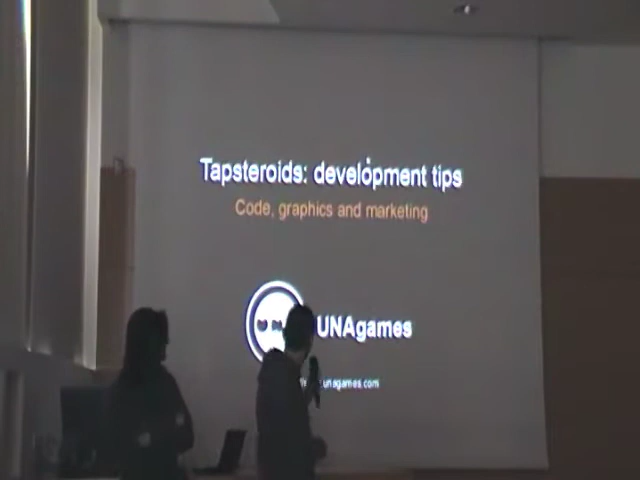 Tapsteroids: development tips
Code, graphics and marketing
UNAgames
unagames.com